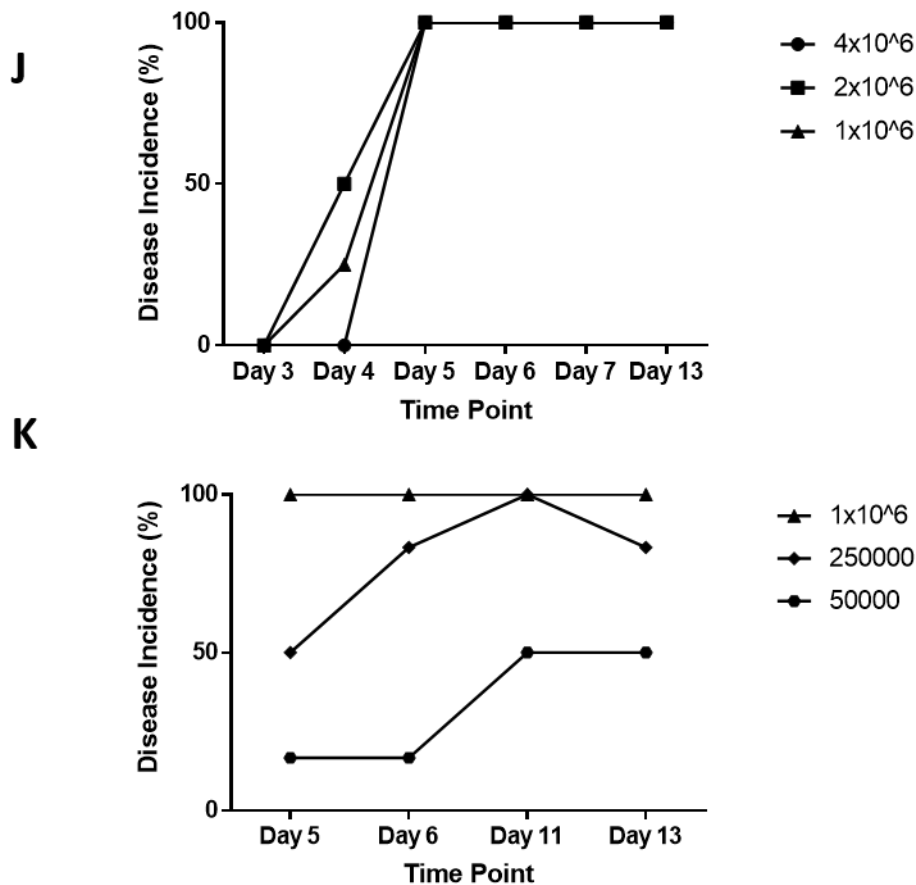 J
100
50
0
Disease Incidence (%)
Day 3 Day 4 Day 5 Day 6 Day 7 Day 13
Time Point
4x10^6
2x10^6
1x10^6
K
100
50
0
Disease Incidence (%)
Day 5 Day 6 Day 11 Day 13
Time Point
1x10^6
250000
50000